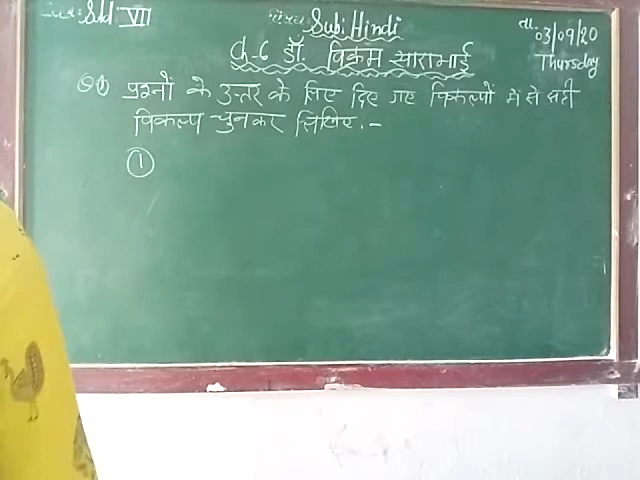 Std VII
Sub: Hindi
ता. 03/09/20
Thursday
Ch-6 डॉ. विक्रम साराभाई
प्रश्नों के उत्तर के लिए दिए गए विकल्पों में से सही
विकल्प चुनकर लिखिए.-
①